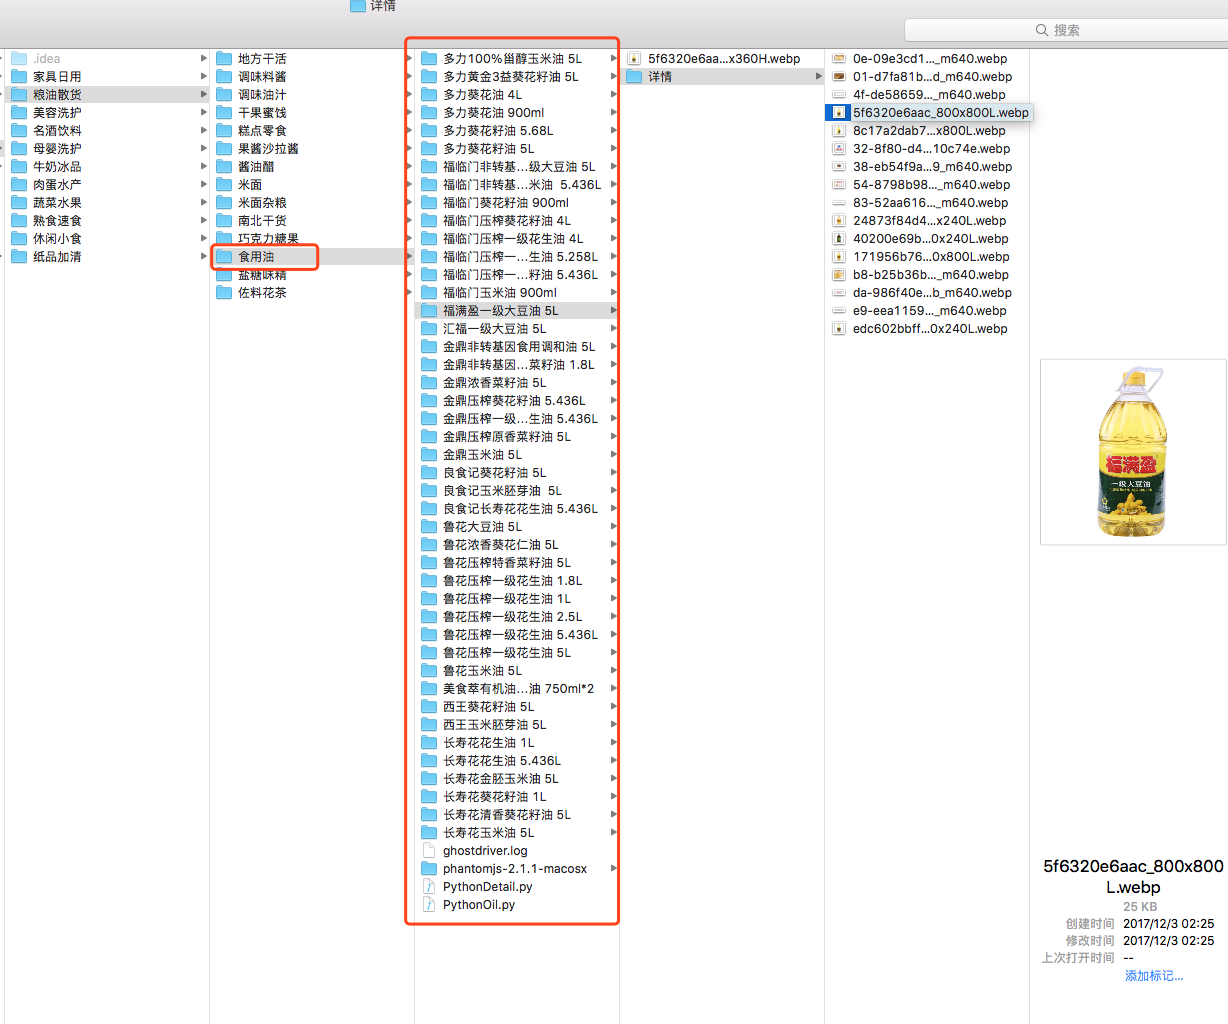 详情
搜索
.idea
家具日用
粮油散货
美容洗护
名酒饮料
母婴洗护
牛奶冰品
肉蛋水产
蔬菜水果
熟食速食
休闲小食
纸品加清
地方干活
调味料酱
调味油汁
干果蜜饯
糕点零食
果酱沙拉酱
酱油醋
米面
米面杂粮
南北干货
巧克力糖果
食用油
盐糖味精
佐料花茶
多力100%甾醇玉米油 5L
多力黄金3益葵花籽油 5L
多力葵花油 4L
多力葵花油 900ml
多力葵花籽油 5.68L
多力葵花籽油 5L
福临门非转基...级大豆油 5L
福临门非转基...米油  5.436L
福临门葵花籽油 900ml
福临门压榨葵花籽油 4L
福临门压榨一级花生油 4L
福临门压榨一...生油 5.258L
福临门压榨一...籽油 5.436L
福临门玉米油 900ml
福满盈一级大豆油 5L
汇福一级大豆油 5L
金鼎非转基因食用调和油 5L
金鼎非转基因...菜籽油 1.8L
金鼎浓香菜籽油 5L
金鼎压榨葵花籽油 5.436L
金鼎压榨一级...生油 5.436L
金鼎压榨原香菜籽油 5L
金鼎玉米油 5L
良食记葵花籽油 5L
良食记玉米胚芽油  5L
良食记长寿花花生油 5.436L
鲁花大豆油 5L
鲁花浓香葵花仁油 5L
鲁花压榨特香菜籽油 5L
鲁花压榨一级花生油 1.8L
鲁花压榨一级花生油 1L
鲁花压榨一级花生油 2.5L
鲁花压榨一级花生油 5.436L
鲁花压榨一级花生油 5L
鲁花玉米油 5L
美食萃有机油...油 750ml*2
西王葵花籽油 5L
西王玉米胚芽油 5L
长寿花花生油 1L
长寿花花生油 5.436L
长寿花金胚玉米油 5L
长寿花葵花籽油 1L
长寿花清香葵花籽油 5L
长寿花玉米油 5L
ghostdriver.log
phantomjs-2.1.1-macosx
PythonDetail.py
PythonOil.py
5f6320e6aa...x360H.webp
详情
0e-09e3cd1..._m640.webp
01-d7fa81b...d_m640.webp
4f-de58659..._m640.webp
5f6320e6aac_800x800L.webp
8c17a2dab7...x800L.webp
32-8f80-d4...10c74e.webp
38-eb54f9a...9_m640.webp
54-8798b98..._m640.webp
83-52aa616..._m640.webp
24873f84d4...x240L.webp
40200e69b...0x240L.webp
171956b76...0x800L.webp
b8-b25b36b..._m640.webp
da-986f40e...b_m640.webp
e9-eea1159..._m640.webp
edc602bbff...0x240L.webp
福满盈
一级大豆油
5f6320e6aac_800x800
L.webp
25 KB
创建时间 2017/12/3 02:25
修改时间 2017/12/3 02:25
上次打开时间 --
添加标记...